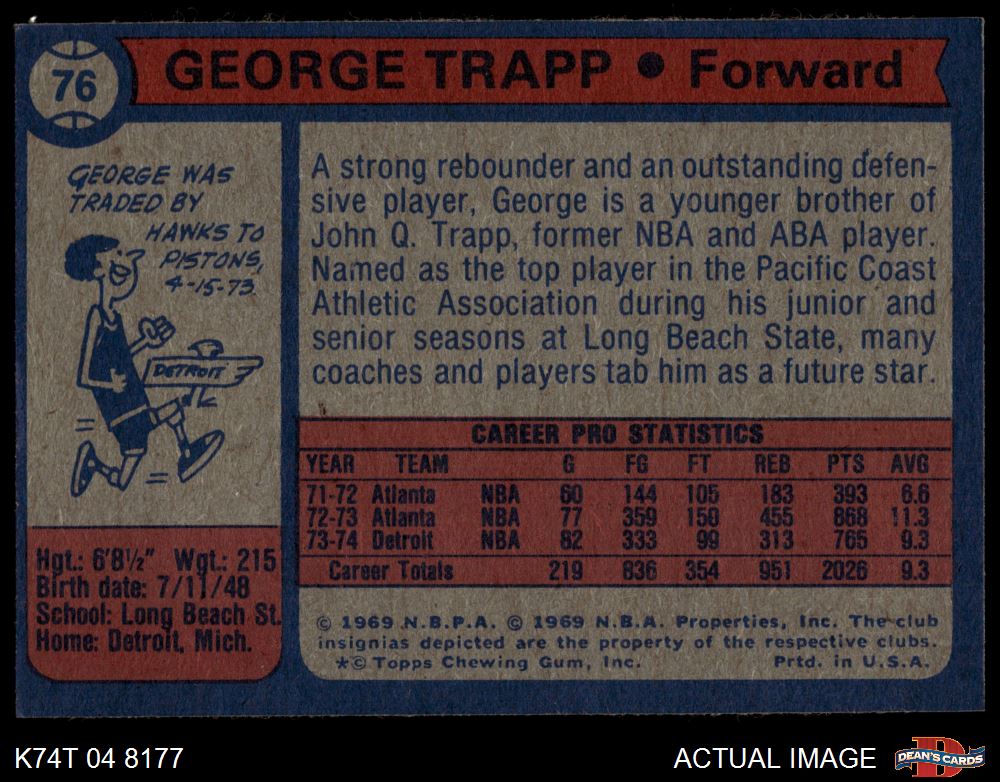 76
GEORGE TRAPP ● Forward
GEORGE WAS
TRADED BY
HAWKS TO
PISTONS,
4-15-73
DETROIT
A strong rebounder and an outstanding defen-
sive player, George is a younger brother of
John Q. Trapp, former NBA and ABA player.
Named as the top player in the Pacific Coast
Athletic Association during his junior and
senior seasons at Long Beach State, many
coaches and players tab him as a future star.
CAREER PRO STATISTICS
YEAR TEAM G FG FT REB PTS AVG
71-72 Atlanta NBA 60 144 105 183 393 6.6
72-73 Atlanta NBA 77 359 150 455 868 11.3
73-74 Detroit NBA 82 333 99 313 765 9.3
Career Totals 219 836 354 951 2026 9.3
Hgt.: 6'8½" Wgt.: 215
Birth date: 7/11/48
School: Long Beach St.
Home: Detroit, Mich.
© 1969 N.B.P.A. © 1969 N.B.A. Properties, Inc. The club
insignias depicted are the property of the respective clubs.
*© Topps Chewing Gum, Inc. Prtd. in U.S.A.
K74T 04 8177
ACTUAL IMAGE
D
DEAN'S CARDS